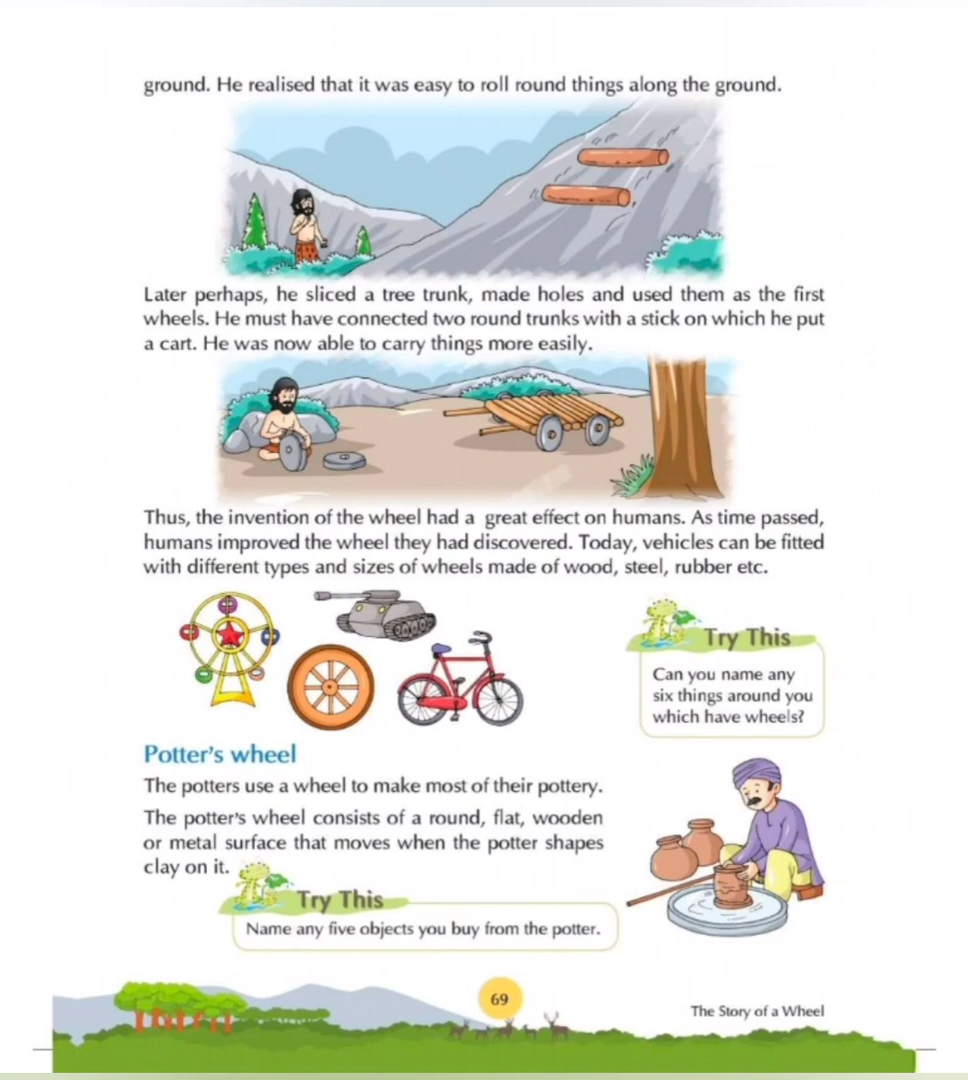 ground. He realised that it was easy to roll round things along the ground.
Later perhaps, he sliced a tree trunk, made holes and used them as the first
wheels. He must have connected two round trunks with a stick on which he put
a cart. He was now able to carry things more easily.
Thus, the invention of the wheel had a great effect on humans. As time passed,
humans improved the wheel they had discovered. Today, vehicles can be fitted
with different types and sizes of wheels made of wood, steel, rubber etc.
Try This
Can you name any
six things around you
which have wheels?
Potter's wheel
The potters use a wheel to make most of their pottery.
The potter's wheel consists of a round, flat, wooden
or metal surface that moves when the potter shapes
clay on it.
Try This
Name any five objects you buy from the potter.
69
The Story of a Wheel